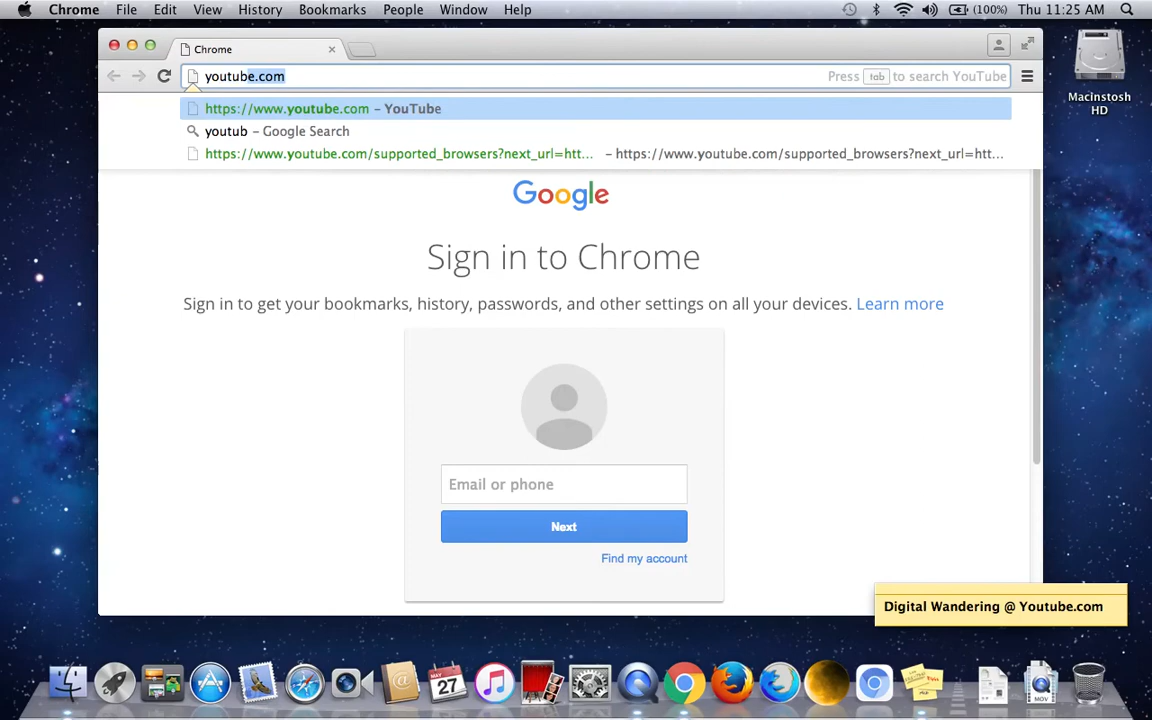 Chrome File Edit View History Bookmarks People Window Help (100%) Thu 11:25 AM
Chrome
youtube.com Press tab to search YouTube
https://www.youtube.com – YouTube
youtub – Google Search
https://www.youtube.com/supported_browsers?next_url=htt... – https://www.youtube.com/supported_browsers?next_url=htt...
Macintosh
HD
Google
Sign in to Chrome
Sign in to get your bookmarks, history, passwords, and other settings on all your devices. Learn more
Email or phone
Next
Find my account
Digital Wandering @ Youtube.com
27
MOV